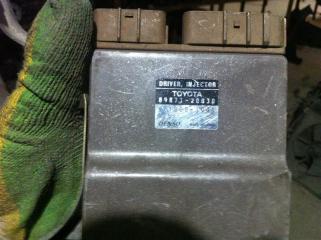 DRIVER, INJECTOR
TOYOTA
89871-20030
DENSO